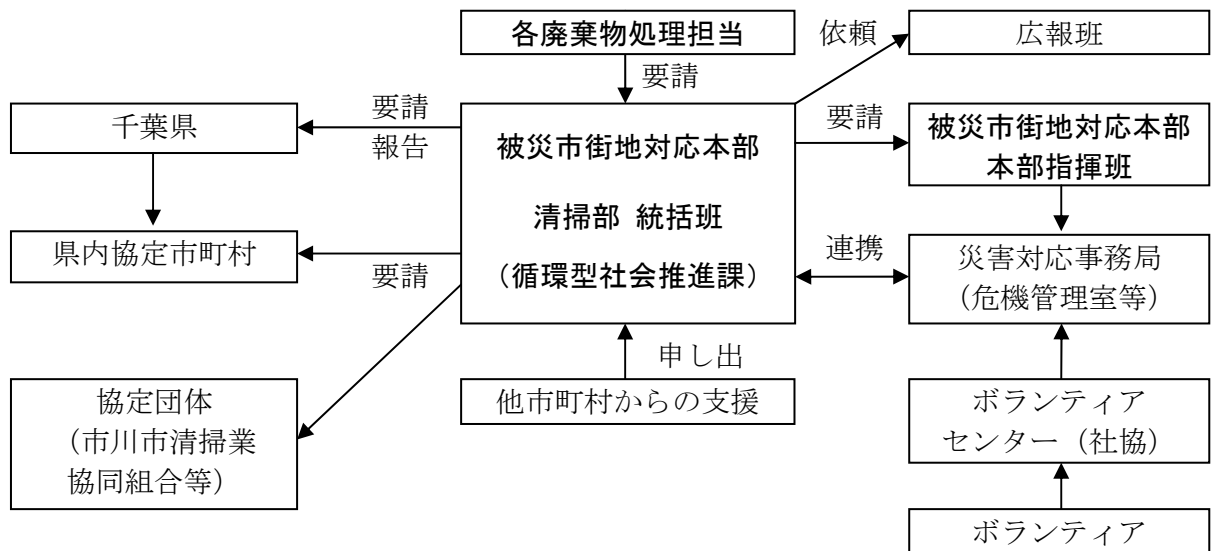 各廃棄物処理担当
依頼
広報班
要請
千葉県
要請
報告
被災市街地対応本部
清掃部 統括班
(循環型社会推進課)
要請
被災市街地対応本部
本部指揮班
県内協定市町村
要請
連携
災害対応事務局
(危機管理室等)
申し出
他市町村からの支援
協定団体
(市川市清掃業
協同組合等)
ボランティア
センター(社協)
ボランティア